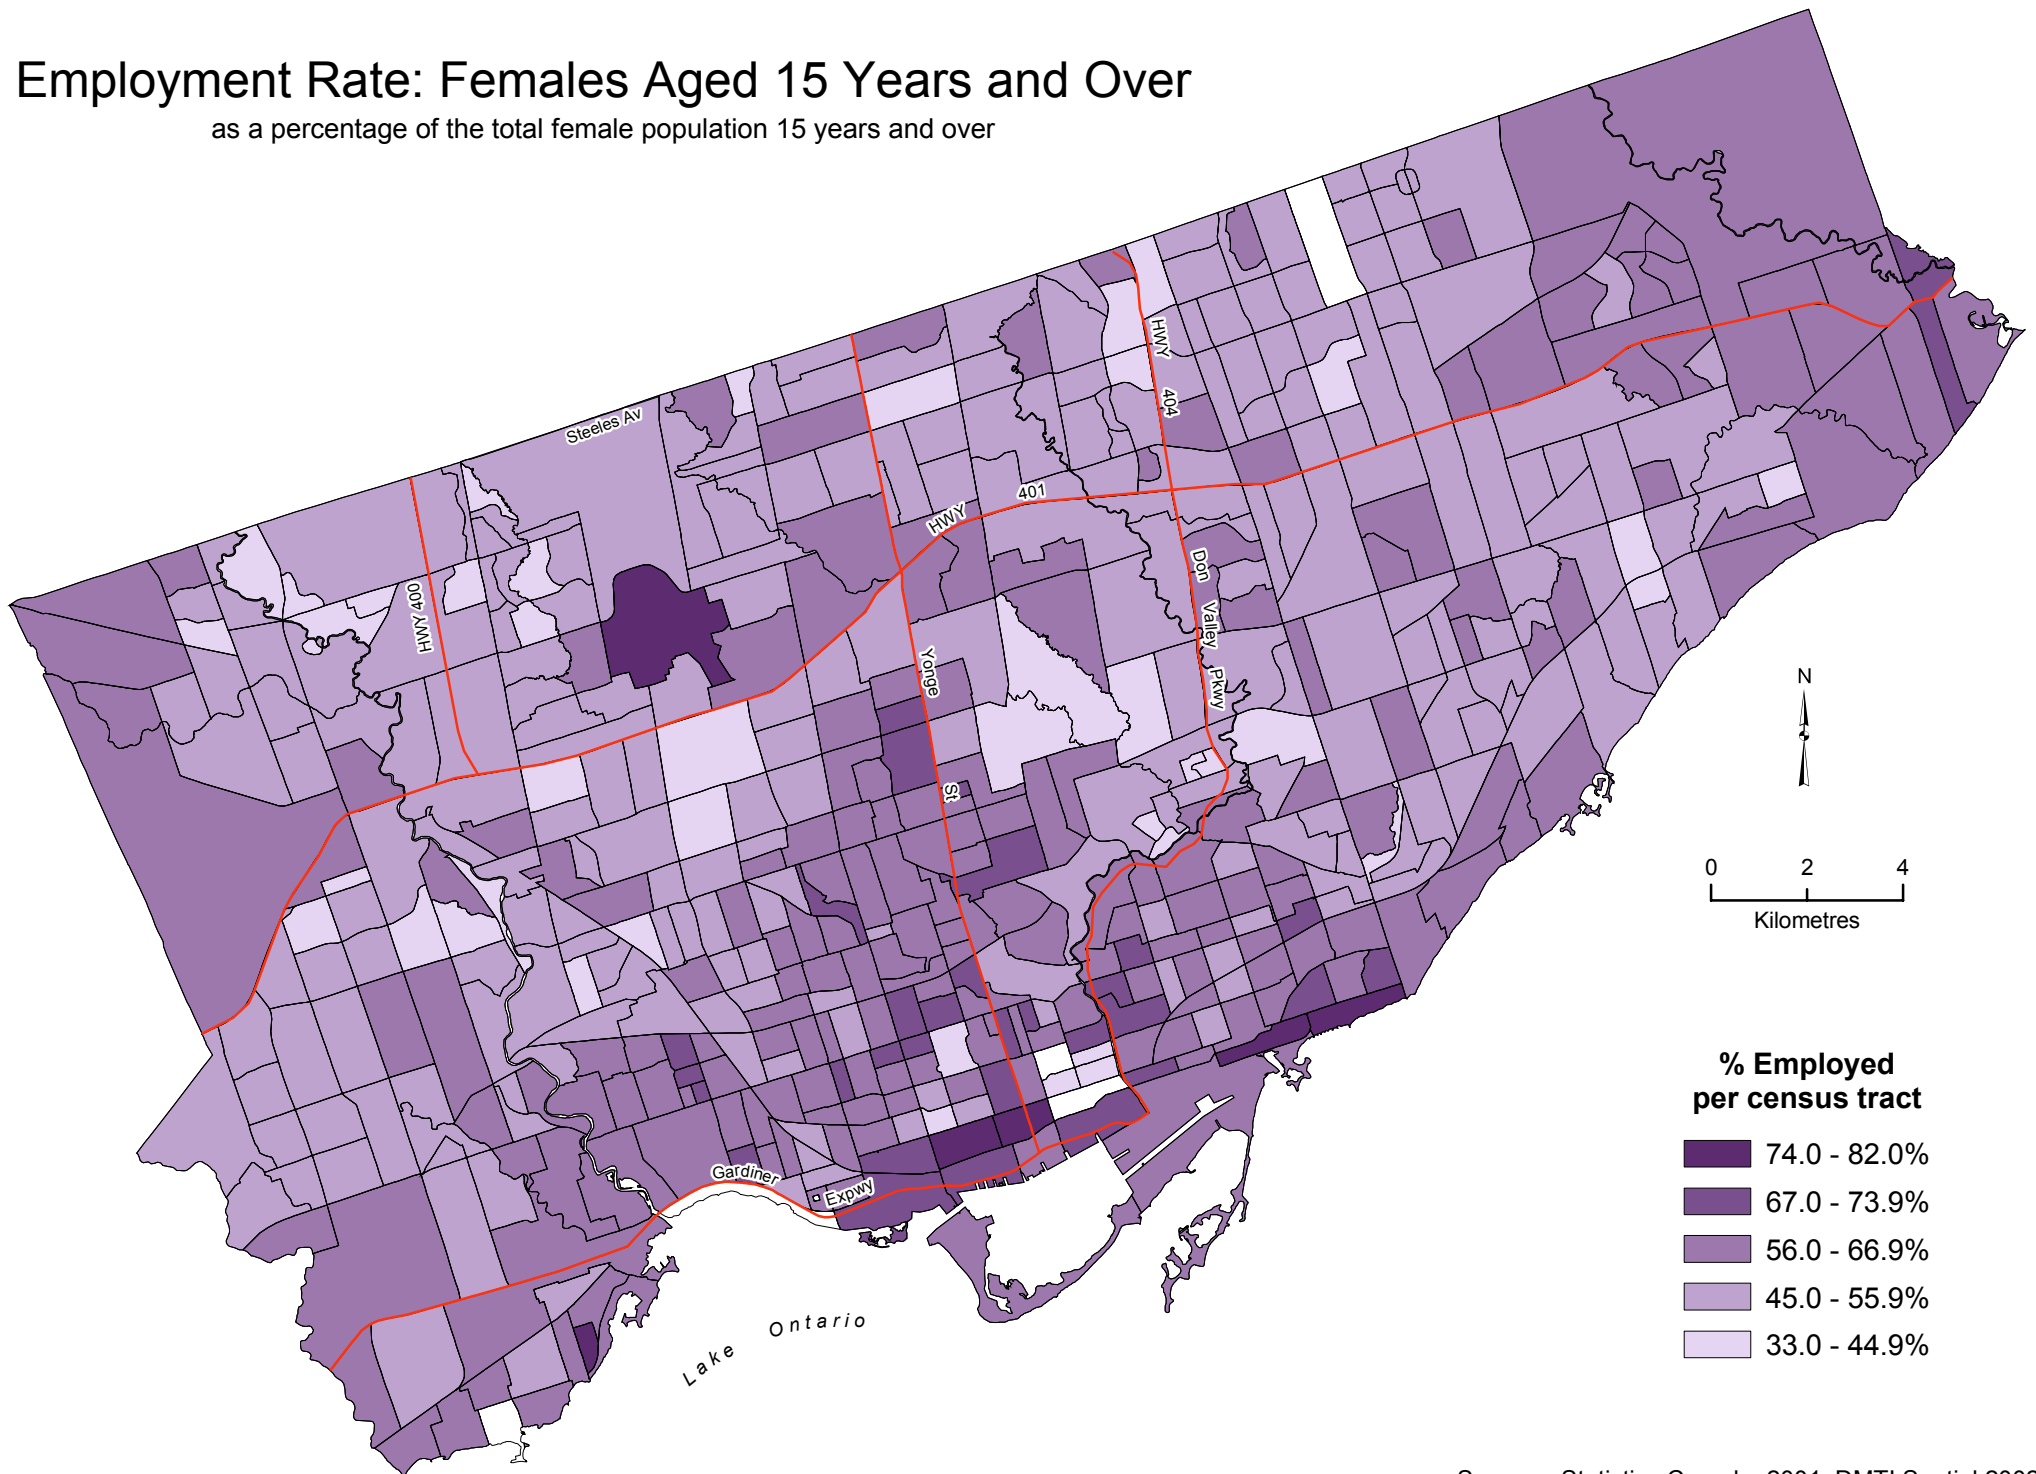 Employment Rate: Females Aged 15 Years and Over
as a percentage of the total female population 15 years and over
Steeles Av
HWY 400
HWY
401
HWY
404
Don
Valley
Pkwy
Yonge
St
Gardiner
Expwy
Lake Ontario
N
0 2 4
Kilometres
% Employed
per census tract
74.0 - 82.0%
67.0 - 73.9%
56.0 - 66.9%
45.0 - 55.9%
33.0 - 44.9%